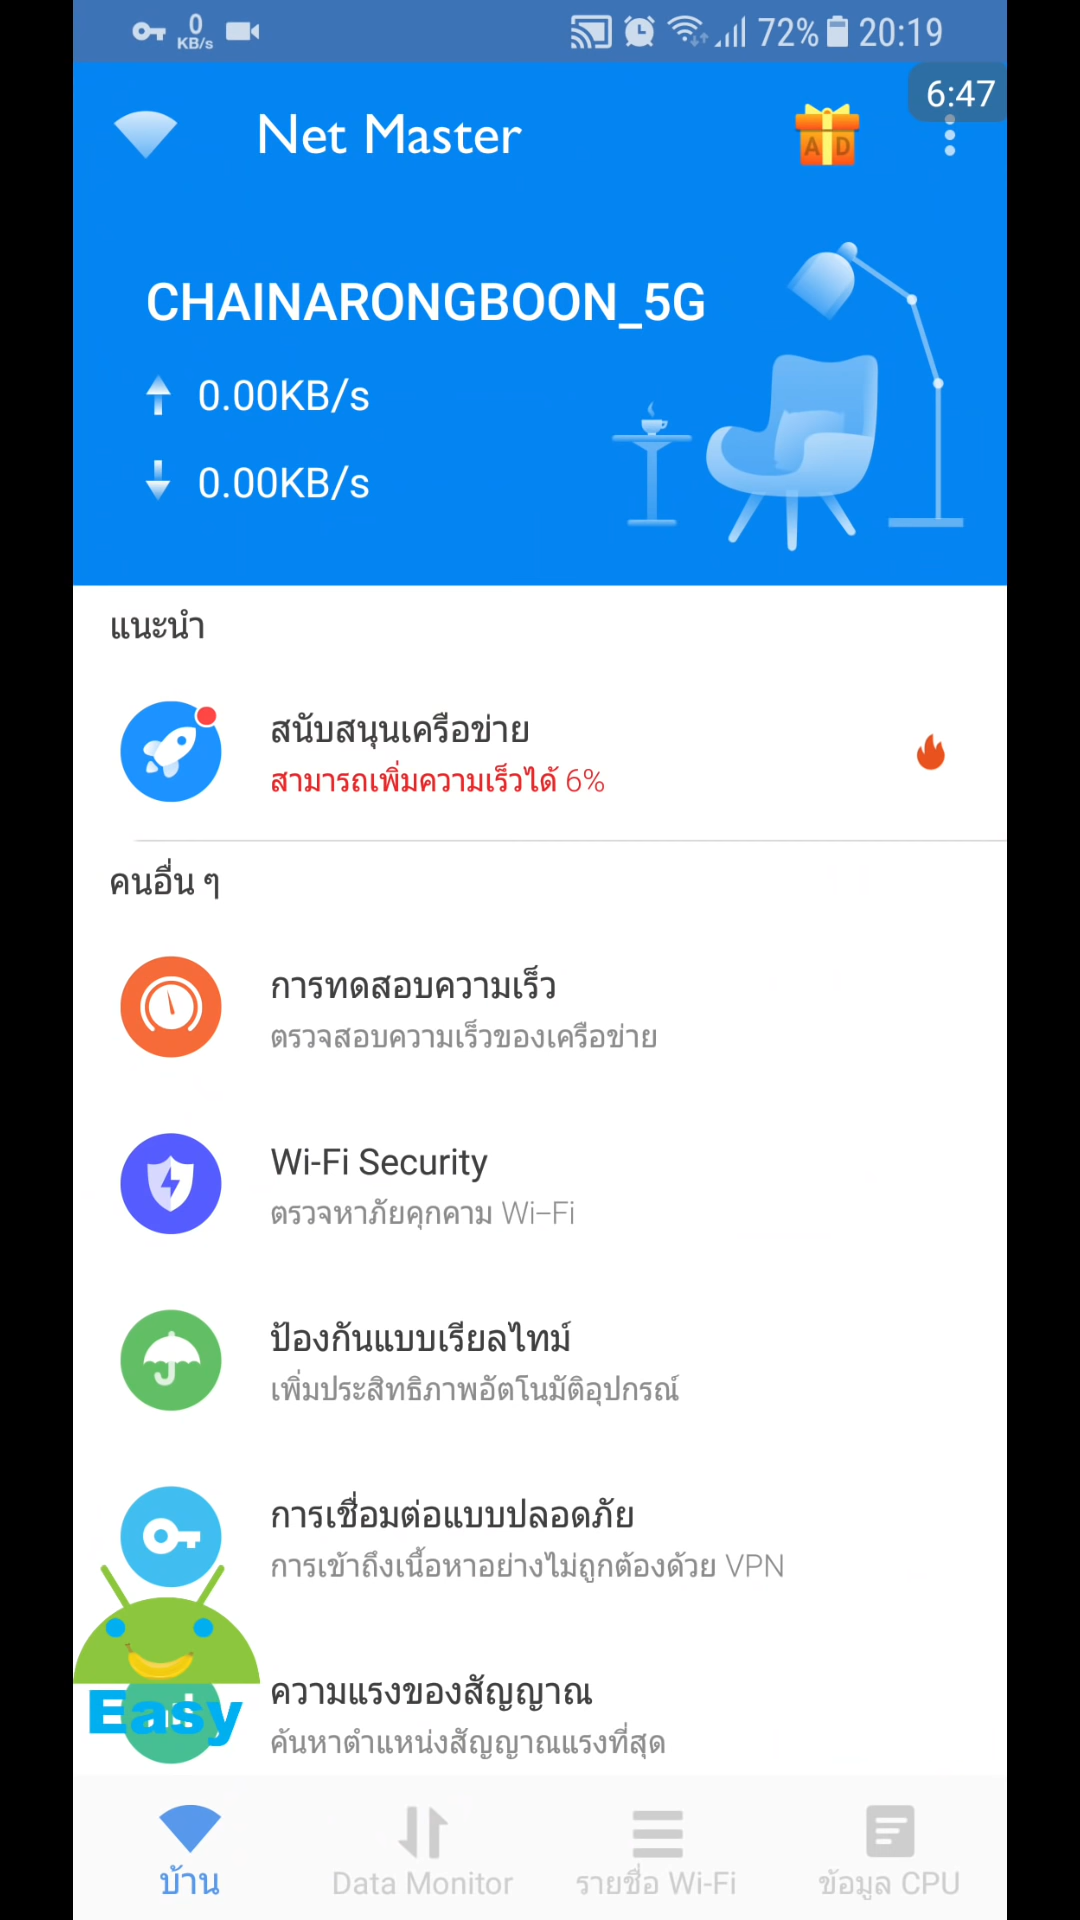 0
KB/s
72%
20:19
6:47
Net Master
AD
CHAINARONGBOON_5G
0.00KB/s
0.00KB/s
แนะนำ
สนับสนุนเครือข่าย
สามารถเพิ่มความเร็วได้ 6%
คนอื่น ๆ
การทดสอบความเร็ว
ตรวจสอบความเร็วของเครือข่าย
Wi-Fi Security
ตรวจหาภัยคุกคาม Wi-Fi
ป้องกันแบบเรียลไทม์
เพิ่มประสิทธิภาพอัตโนมัติอุปกรณ์
การเชื่อมต่อแบบปลอดภัย
การเข้าถึงเนื้อหาอย่างไม่ถูกต้องด้วย VPN
Easy
ความแรงของสัญญาณ
ค้นหาตำแหน่งสัญญาณแรงที่สุด
บ้าน
Data Monitor
รายชื่อ Wi-Fi
ข้อมูล CPU